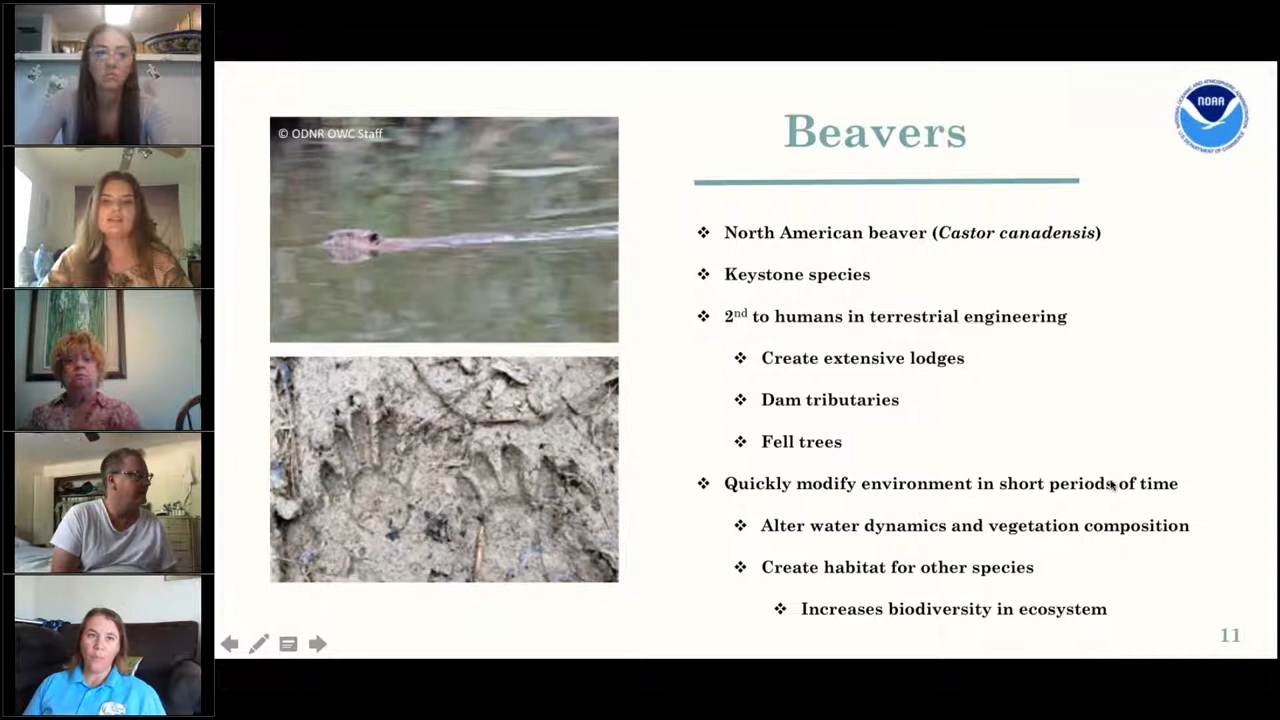 © ODNR OWC Staff
Beavers
NOAA
❖ North American beaver (Castor canadensis)
❖ Keystone species
❖ 2nd to humans in terrestrial engineering
❖ Create extensive lodges
❖ Dam tributaries
❖ Fell trees
❖ Quickly modify environment in short periods of time
❖ Alter water dynamics and vegetation composition
❖ Create habitat for other species
❖ Increases biodiversity in ecosystem
11